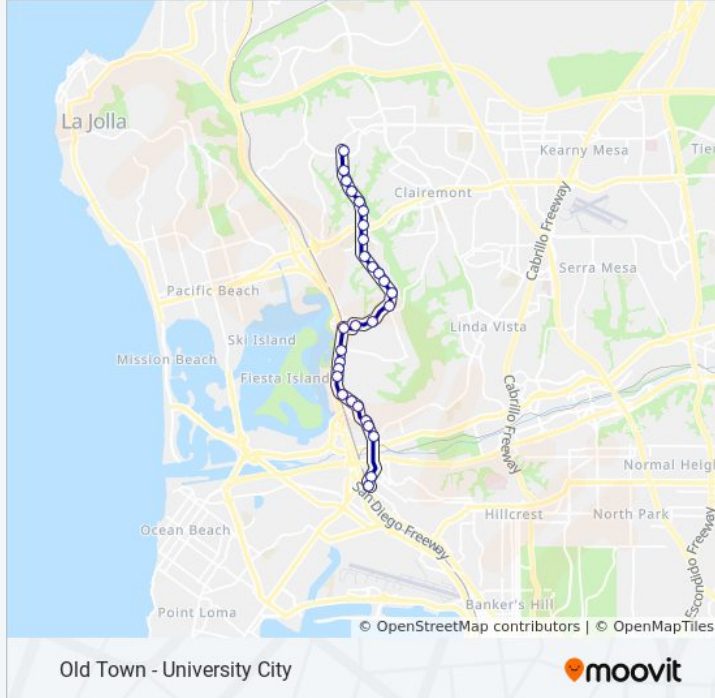 La Jolla
Kearny Mesa
Tier
Clairemont
Cabrillo Freeway
Serra Mesa
Pacific Beach
Ski Island
Linda Vista
Mission Beach
Fiesta Island
Cabrillo Freeway
Normal Heigh
San Diego Freeway
Hillcrest
North Park
Ocean Beach
Escondido Freeway
Banker's Hill
Point Loma
© OpenStreetMap contributors | © OpenMapTiles
Old Town - University City
moovit